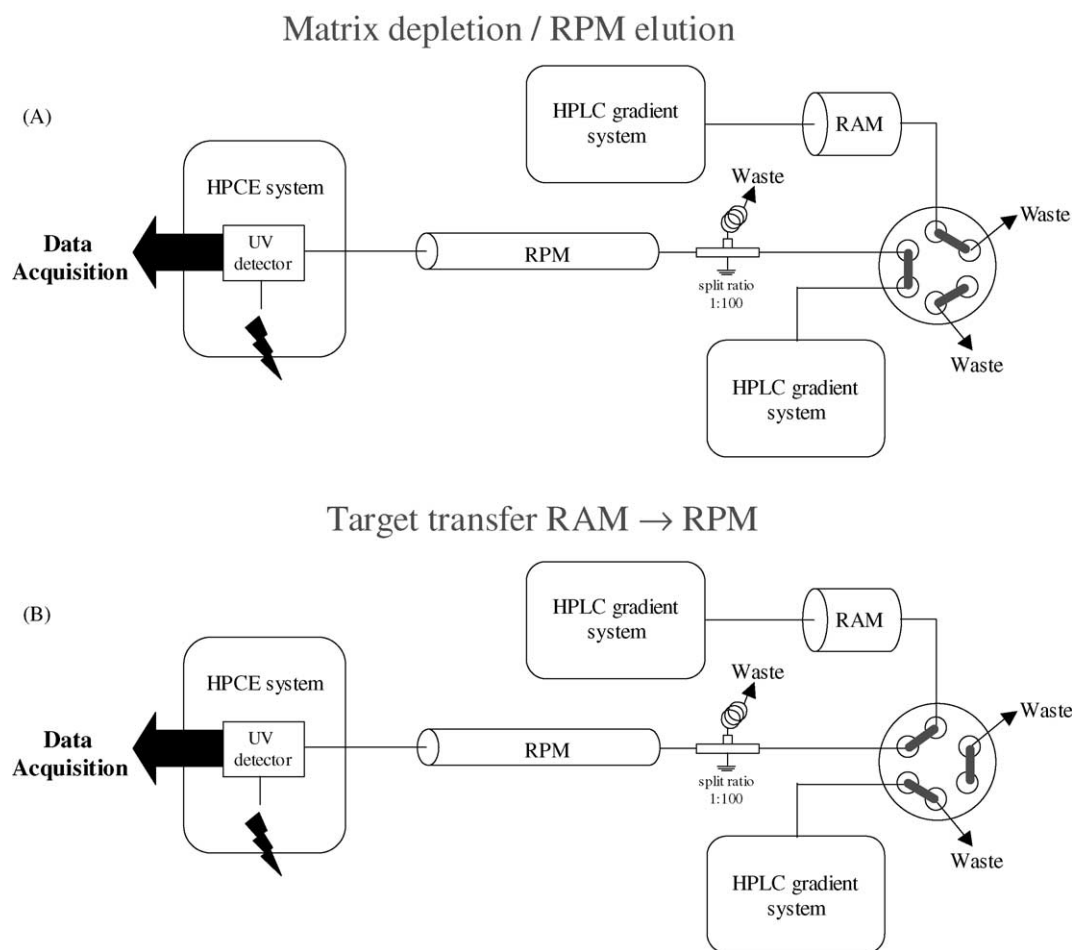 Matrix depletion / RPM elution
(A)
HPLC gradient
system
RAM
Waste
Waste
HPCE system
UV
detector
Data
Acquisition
RPM
split ratio
1:100
Waste
HPLC gradient
system
Target transfer RAM → RPM
(B)
HPLC gradient
system
RAM
Waste
Waste
HPCE system
UV
detector
Data
Acquisition
RPM
split ratio
1:100
Waste
HPLC gradient
system